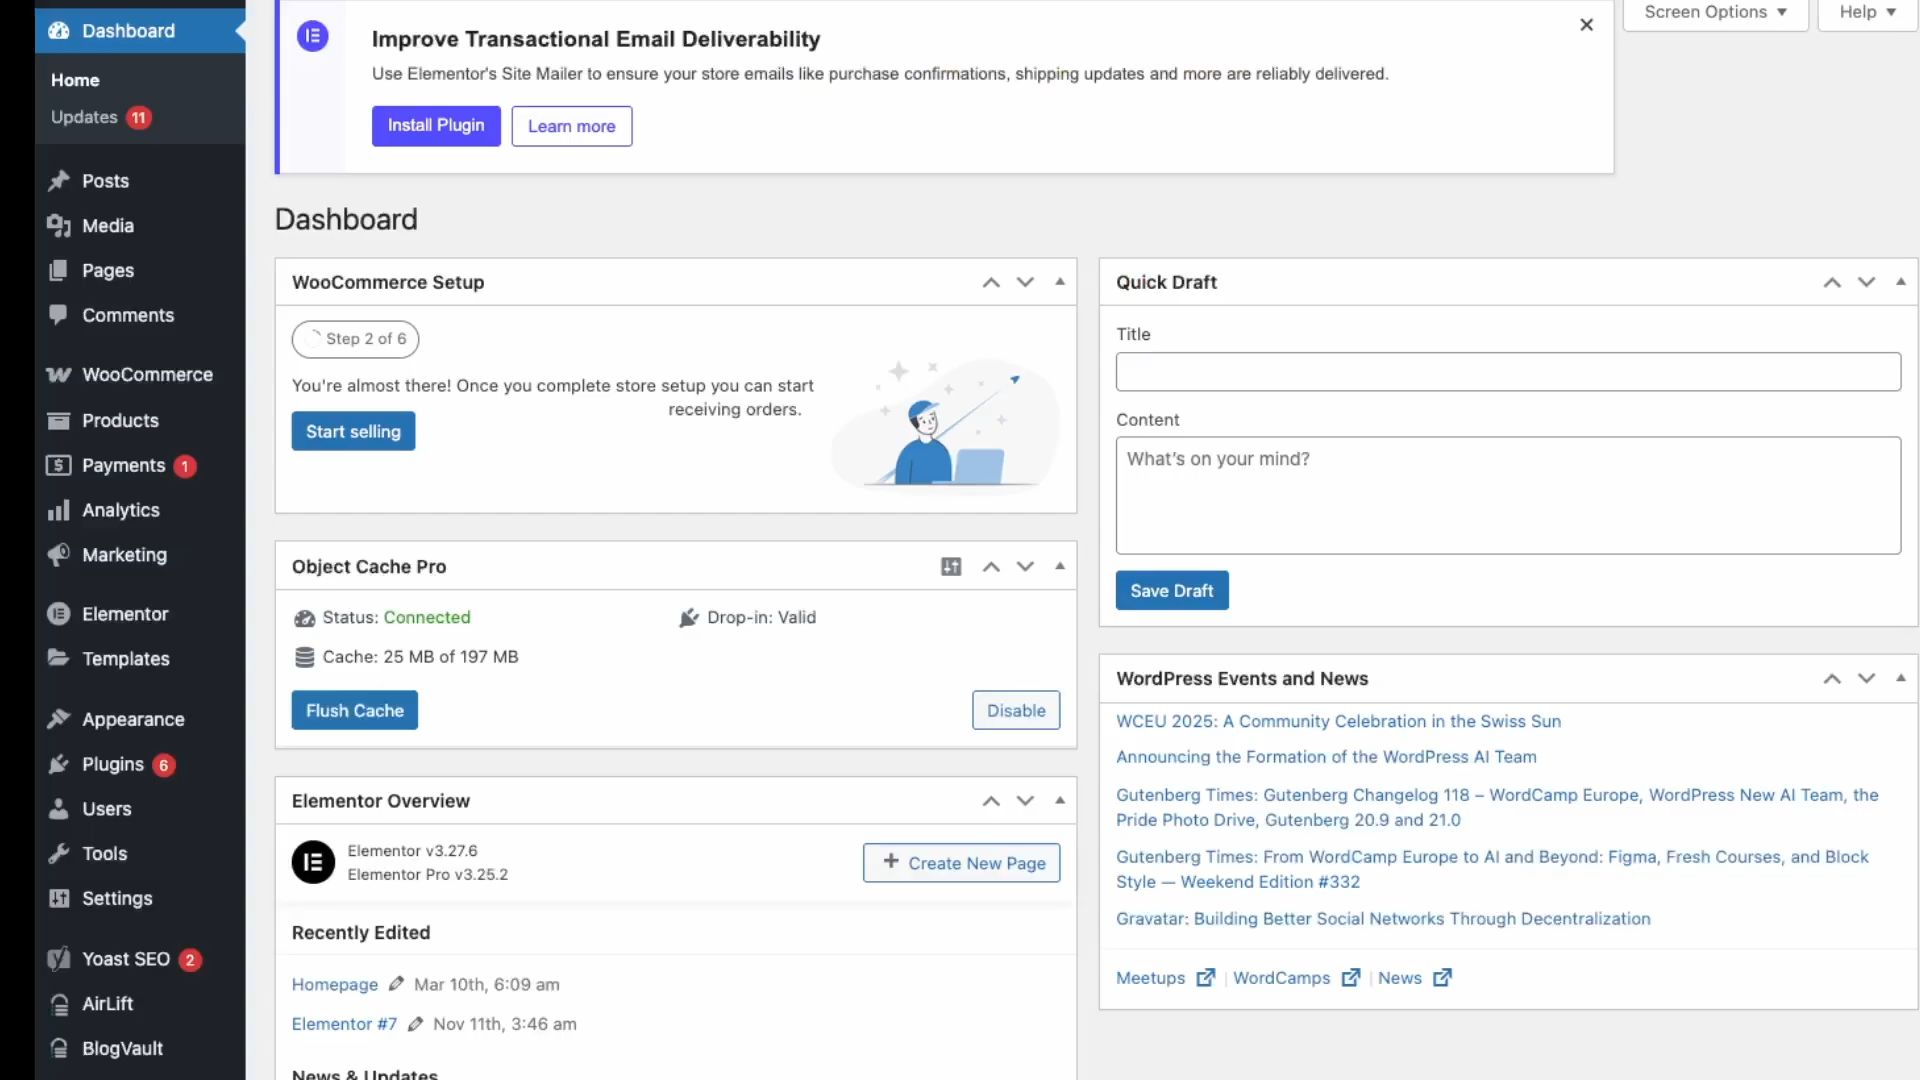 Dashboard
Home
Updates 11
Posts
Media
Pages
Comments
WooCommerce
Products
Payments 1
Analytics
Marketing
Elementor
Templates
Appearance
Plugins 6
Users
Tools
Settings
Yoast SEO 2
AirLift
BlogVault
Improve Transactional Email Deliverability
Use Elementor's Site Mailer to ensure your store emails like purchase confirmations, shipping updates and more are reliably delivered.
Install Plugin Learn more
Screen Options Help
Dashboard
WooCommerce Setup
Step 2 of 6
You're almost there! Once you complete store setup you can start
receiving orders.
Start selling
Object Cache Pro
Status: Connected Drop-in: Valid
Cache: 25 MB of 197 MB
Flush Cache Disable
Elementor Overview
Elementor v3.27.6
Elementor Pro v3.25.2
+ Create New Page
Recently Edited
Homepage Mar 10th, 6:09 am
Elementor #7 Nov 11th, 3:46 am
News & Updates
Quick Draft
Title
Content
What's on your mind?
Save Draft
WordPress Events and News
WCEU 2025: A Community Celebration in the Swiss Sun
Announcing the Formation of the WordPress AI Team
Gutenberg Times: Gutenberg Changelog 118 – WordCamp Europe, WordPress New AI Team, the
Pride Photo Drive, Gutenberg 20.9 and 21.0
Gutenberg Times: From WordCamp Europe to AI and Beyond: Figma, Fresh Courses, and Block
Style — Weekend Edition #332
Gravatar: Building Better Social Networks Through Decentralization
Meetups | WordCamps | News